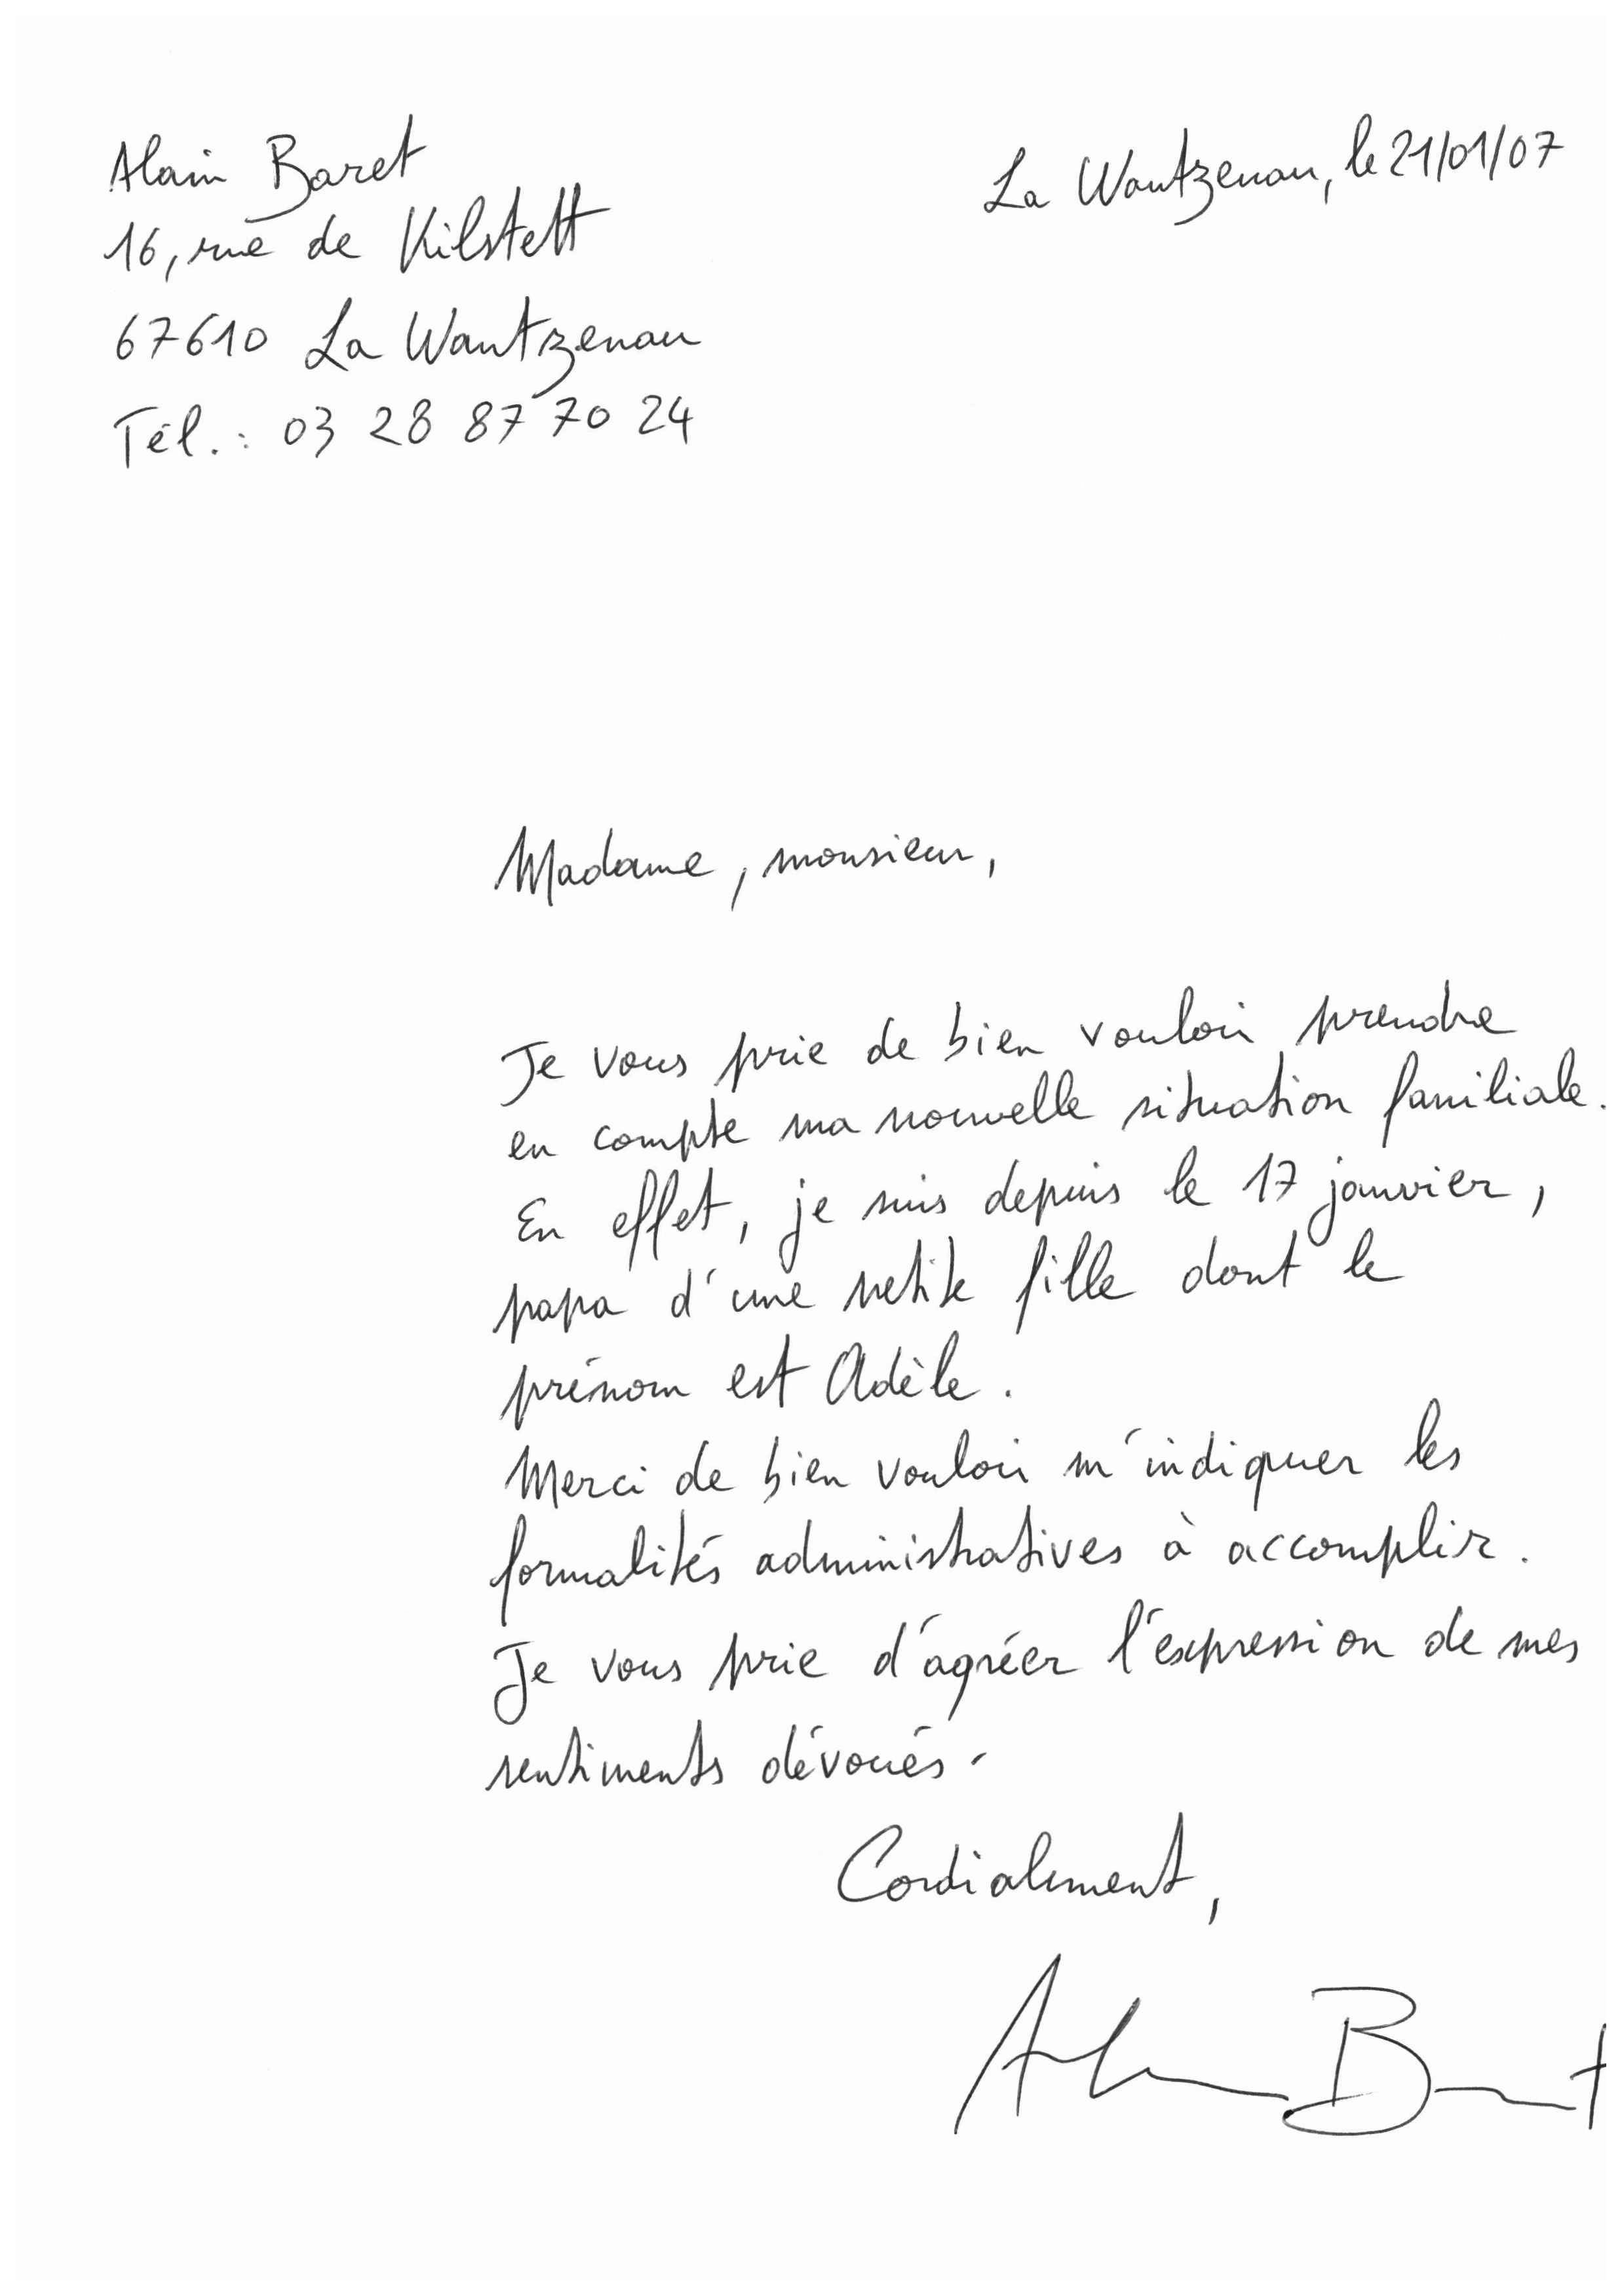 Alain Baret
La Wantzenau, le 21/01/07
16, rue de Kilstett
67610 La Wantzenau
Tél. : 03 28 87 70 24
Madame, monsieur,
Je vous prie de bien vouloir prendre
en compte ma nouvelle situation familiale.
En effet, je suis depuis le 17 janvier,
papa d'une petite fille dont le
prénom est Adèle.
Merci de bien vouloir m'indiquer les
formalités administratives à accomplir.
Je vous prie d'agréer l'expression de mes
sentiments dévoués.
Cordialement,
Alain Baret